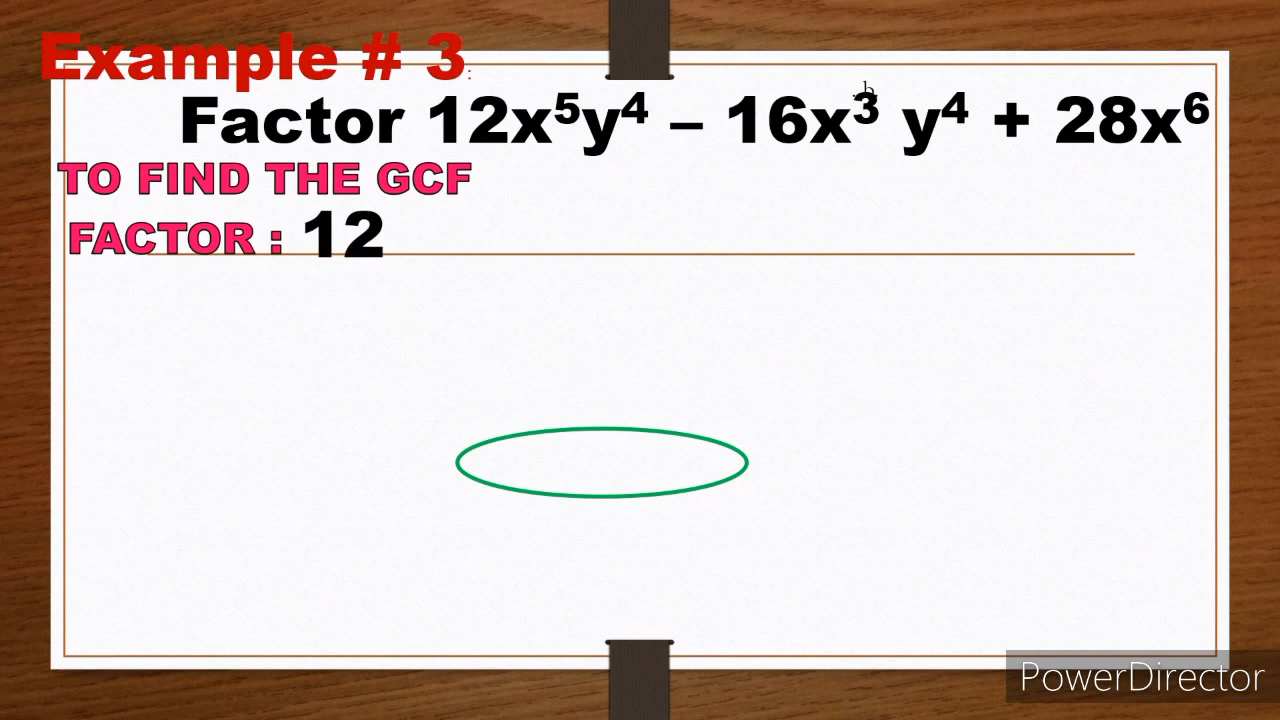 Example # 3:
. b.
Factor 12x⁵y⁴ – 16x³ y⁴ + 28x⁶
TO FIND THE GCF
FACTOR : 12
PowerDirector